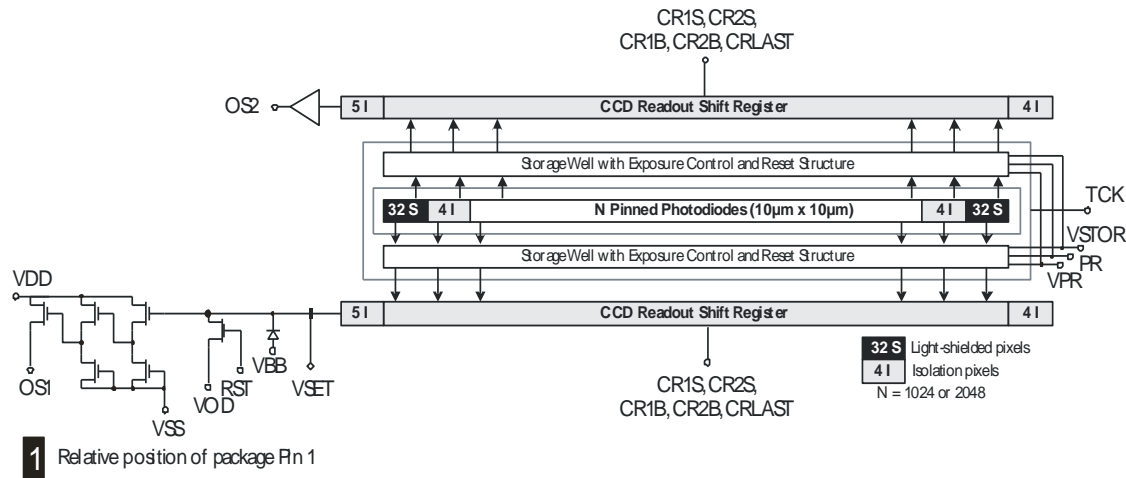 CR1S, CR2S,
CR1B, CR2B, CRLAST
OS2
5 I
CCD Readout Shift Register
4 I
Storage Well with Exposure Control and Reset Structure
32 S
4 I
N Pinned Photodiodes (10µm x 10µm)
4 I
32 S
TCK
VSTOR
PR
VPR
Storage Well with Exposure Control and Reset Structure
VDD
5 I
CCD Readout Shift Register
4 I
OS1
VSS
VOD
RST
VBB
VSET
CR1S, CR2S,
CR1B, CR2B, CRLAST
32 S Light-shielded pixels
4 I Isolation pixels
N = 1024 or 2048
1 Relative position of package Pin 1